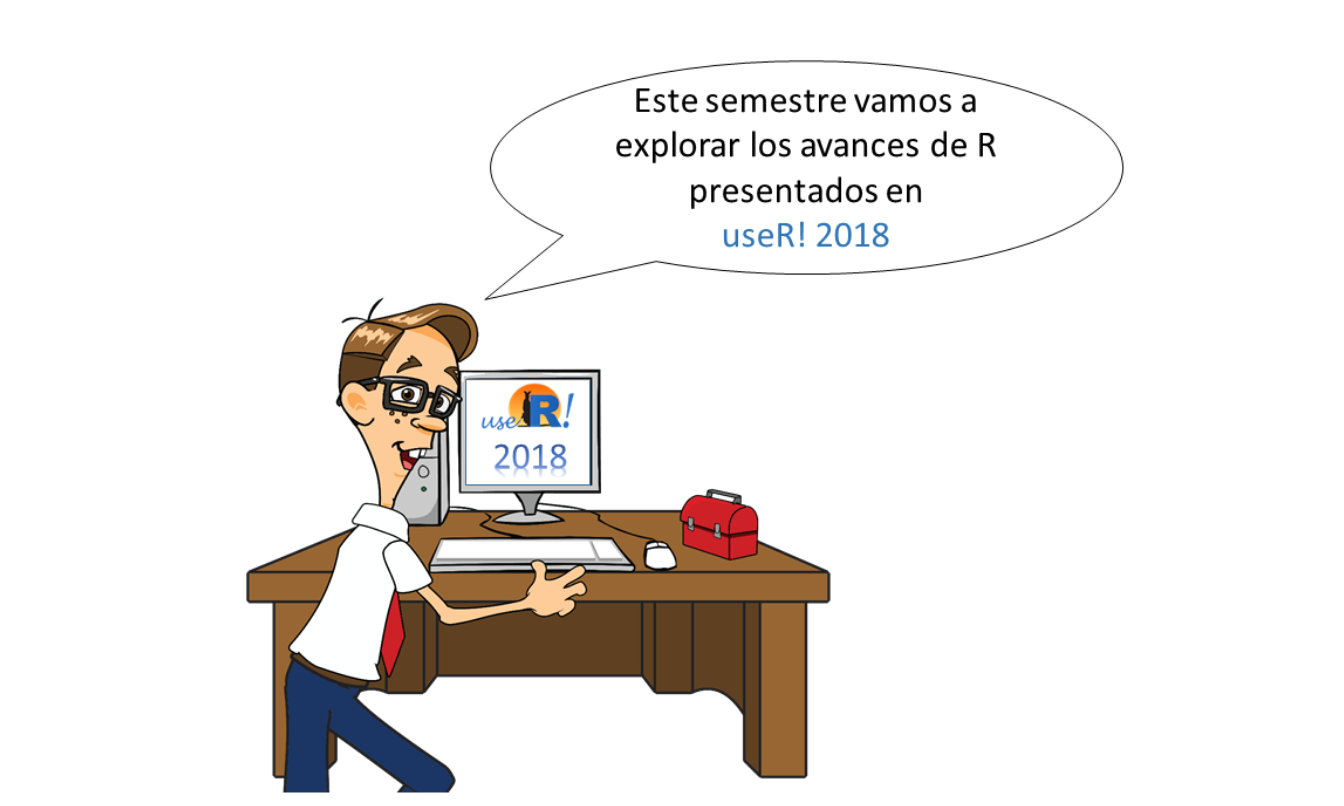 Este semestre vamos a
explorar los avances de R
presentados en
useR! 2018
useR!
2018